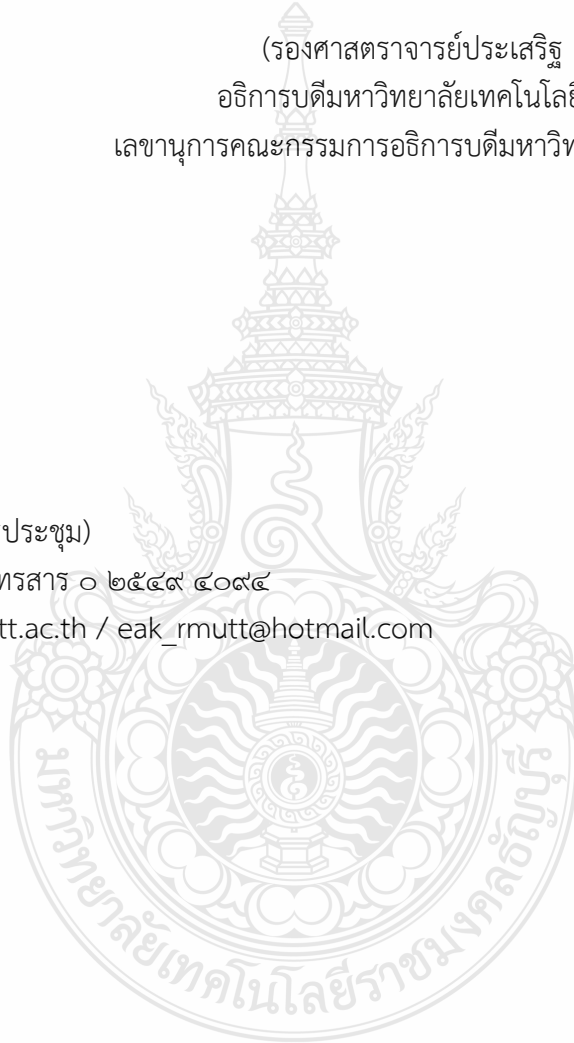 (รองศาสตราจารย์ประเสริฐ
อธิการบดีมหาวิทยาลัยเทคโนโลยี
เลขานุการคณะกรรมการอธิการบดีมหาวิท
ประชุม)
ทรสาร ๐ ๒๕๔๙ ๔๐๙๔
tt.ac.th / eak_rmutt@hotmail.com
มหาวิทยาลัยเทคโนโลยีราชมงคลธัญบุรี